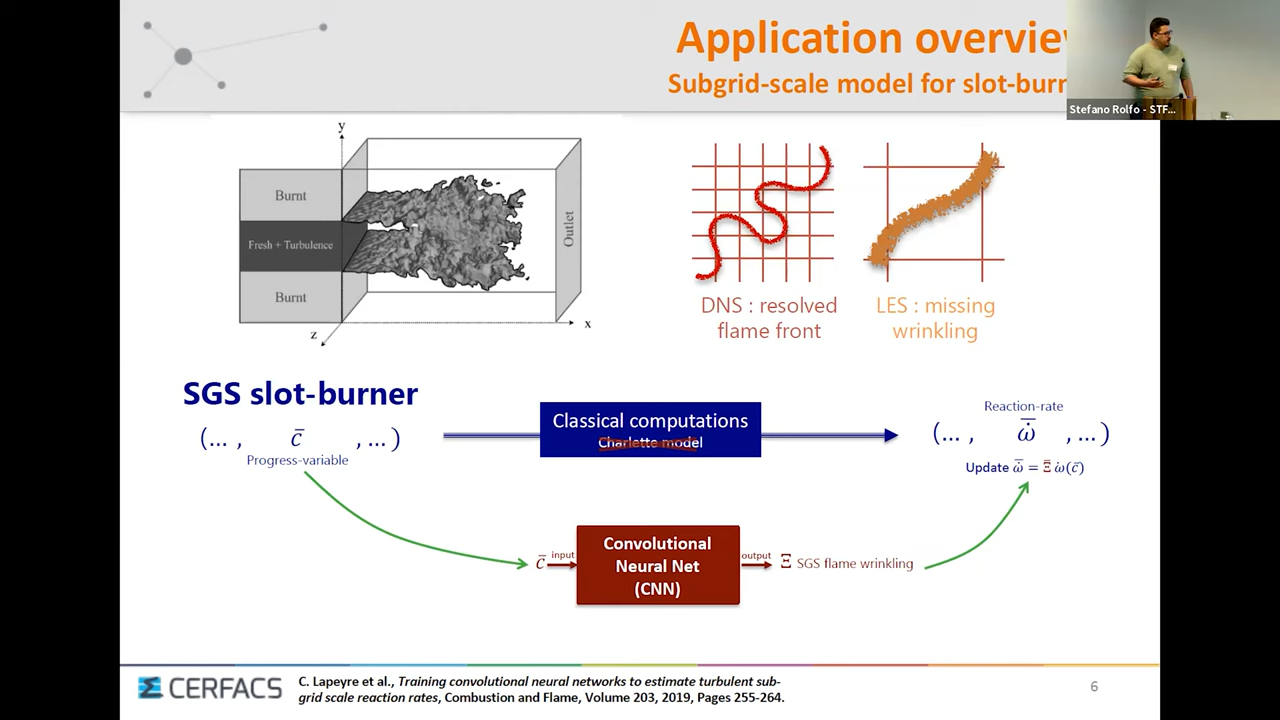 Application overvie
Subgrid-scale model for slot-burn
Stefano Rolfo - STF...
y
Burnt
Fresh + Turbulence
Burnt
Outlet
x
z
DNS : resolved
flame front
LES : missing
wrinkling
SGS slot-burner
(... , c̄ , ...)
Progress-variable
Classical computations
Charlette model
Reaction-rate
(... , ω̇̄ , ...)
Update ω̇̄ = Ξ ω̇(c̄)
c̄ input
Convolutional
Neural Net
(CNN)
output Ξ SGS flame wrinkling
CERFACS
C. Lapeyre et al., Training convolutional neural networks to estimate turbulent sub-
grid scale reaction rates, Combustion and Flame, Volume 203, 2019, Pages 255-264.
6